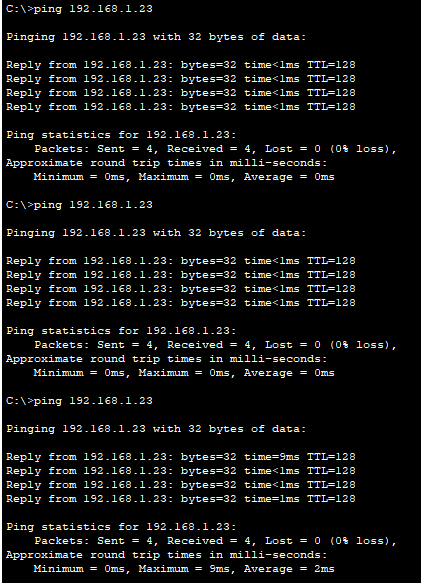 C:\>ping 192.168.1.23
Pinging 192.168.1.23 with 32 bytes of data:
Reply from 192.168.1.23: bytes=32 time<1ms TTL=128
Reply from 192.168.1.23: bytes=32 time<1ms TTL=128
Reply from 192.168.1.23: bytes=32 time<1ms TTL=128
Reply from 192.168.1.23: bytes=32 time<1ms TTL=128
Ping statistics for 192.168.1.23:
Packets: Sent = 4, Received = 4, Lost = 0 (0% loss),
Approximate round trip times in milli-seconds:
Minimum = 0ms, Maximum = 0ms, Average = 0ms
C:\>ping 192.168.1.23
Pinging 192.168.1.23 with 32 bytes of data:
Reply from 192.168.1.23: bytes=32 time<1ms TTL=128
Reply from 192.168.1.23: bytes=32 time<1ms TTL=128
Reply from 192.168.1.23: bytes=32 time<1ms TTL=128
Reply from 192.168.1.23: bytes=32 time<1ms TTL=128
Ping statistics for 192.168.1.23:
Packets: Sent = 4, Received = 4, Lost = 0 (0% loss),
Approximate round trip times in milli-seconds:
Minimum = 0ms, Maximum = 0ms, Average = 0ms
C:\>ping 192.168.1.23
Pinging 192.168.1.23 with 32 bytes of data:
Reply from 192.168.1.23: bytes=32 time=9ms TTL=128
Reply from 192.168.1.23: bytes=32 time<1ms TTL=128
Reply from 192.168.1.23: bytes=32 time<1ms TTL=128
Reply from 192.168.1.23: bytes=32 time=1ms TTL=128
Ping statistics for 192.168.1.23:
Packets: Sent = 4, Received = 4, Lost = 0 (0% loss),
Approximate round trip times in milli-seconds:
Minimum = 0ms, Maximum = 9ms, Average = 2ms